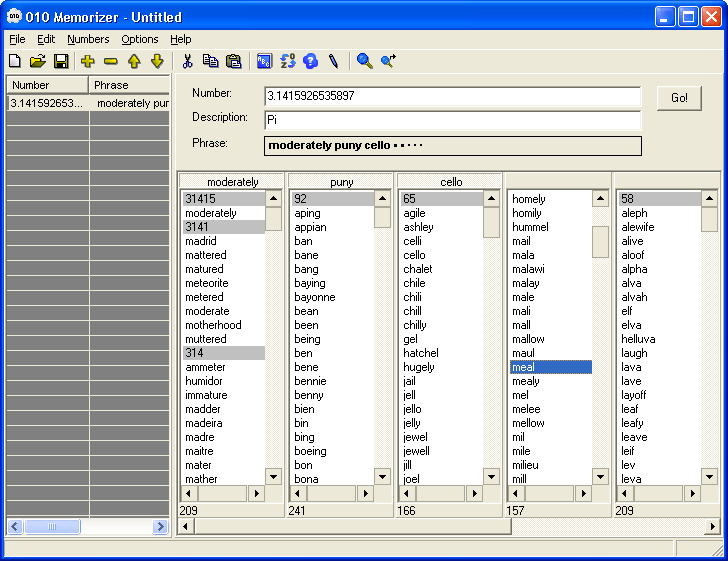 010 Memorizer - Untitled
File Edit Numbers Options Help
Number Phrase
3.141592653... moderately pur
Number: 3.1415926535897 Go!
Description: Pi
Phrase: moderately puny cello • • • • •
moderately puny cello
31415 92 65 homely 58
moderately aping agile homily aleph
3141 appian ashley hummel alewife
madrid ban celli mail alive
mattered bane cello mala aloof
matured bang chalet malawi alpha
meteorite baying chile malay alva
metered bayonne chili male alvah
moderate bean chill mali elf
motherhood been chilly mall elva
muttered being gel mallow helluva
314 ben hatchel maul laugh
ammeter bene hugely meal lava
humidor bennie jail mealy lave
immature benny jell mel layoff
madder bien jello melee leaf
madeira bin jelly mellow leafy
madre bing jewel mil leave
maitre boeing jewell mile leif
mater bon jill milieu lev
mather bona joel mill leva
209 241 166 157 209